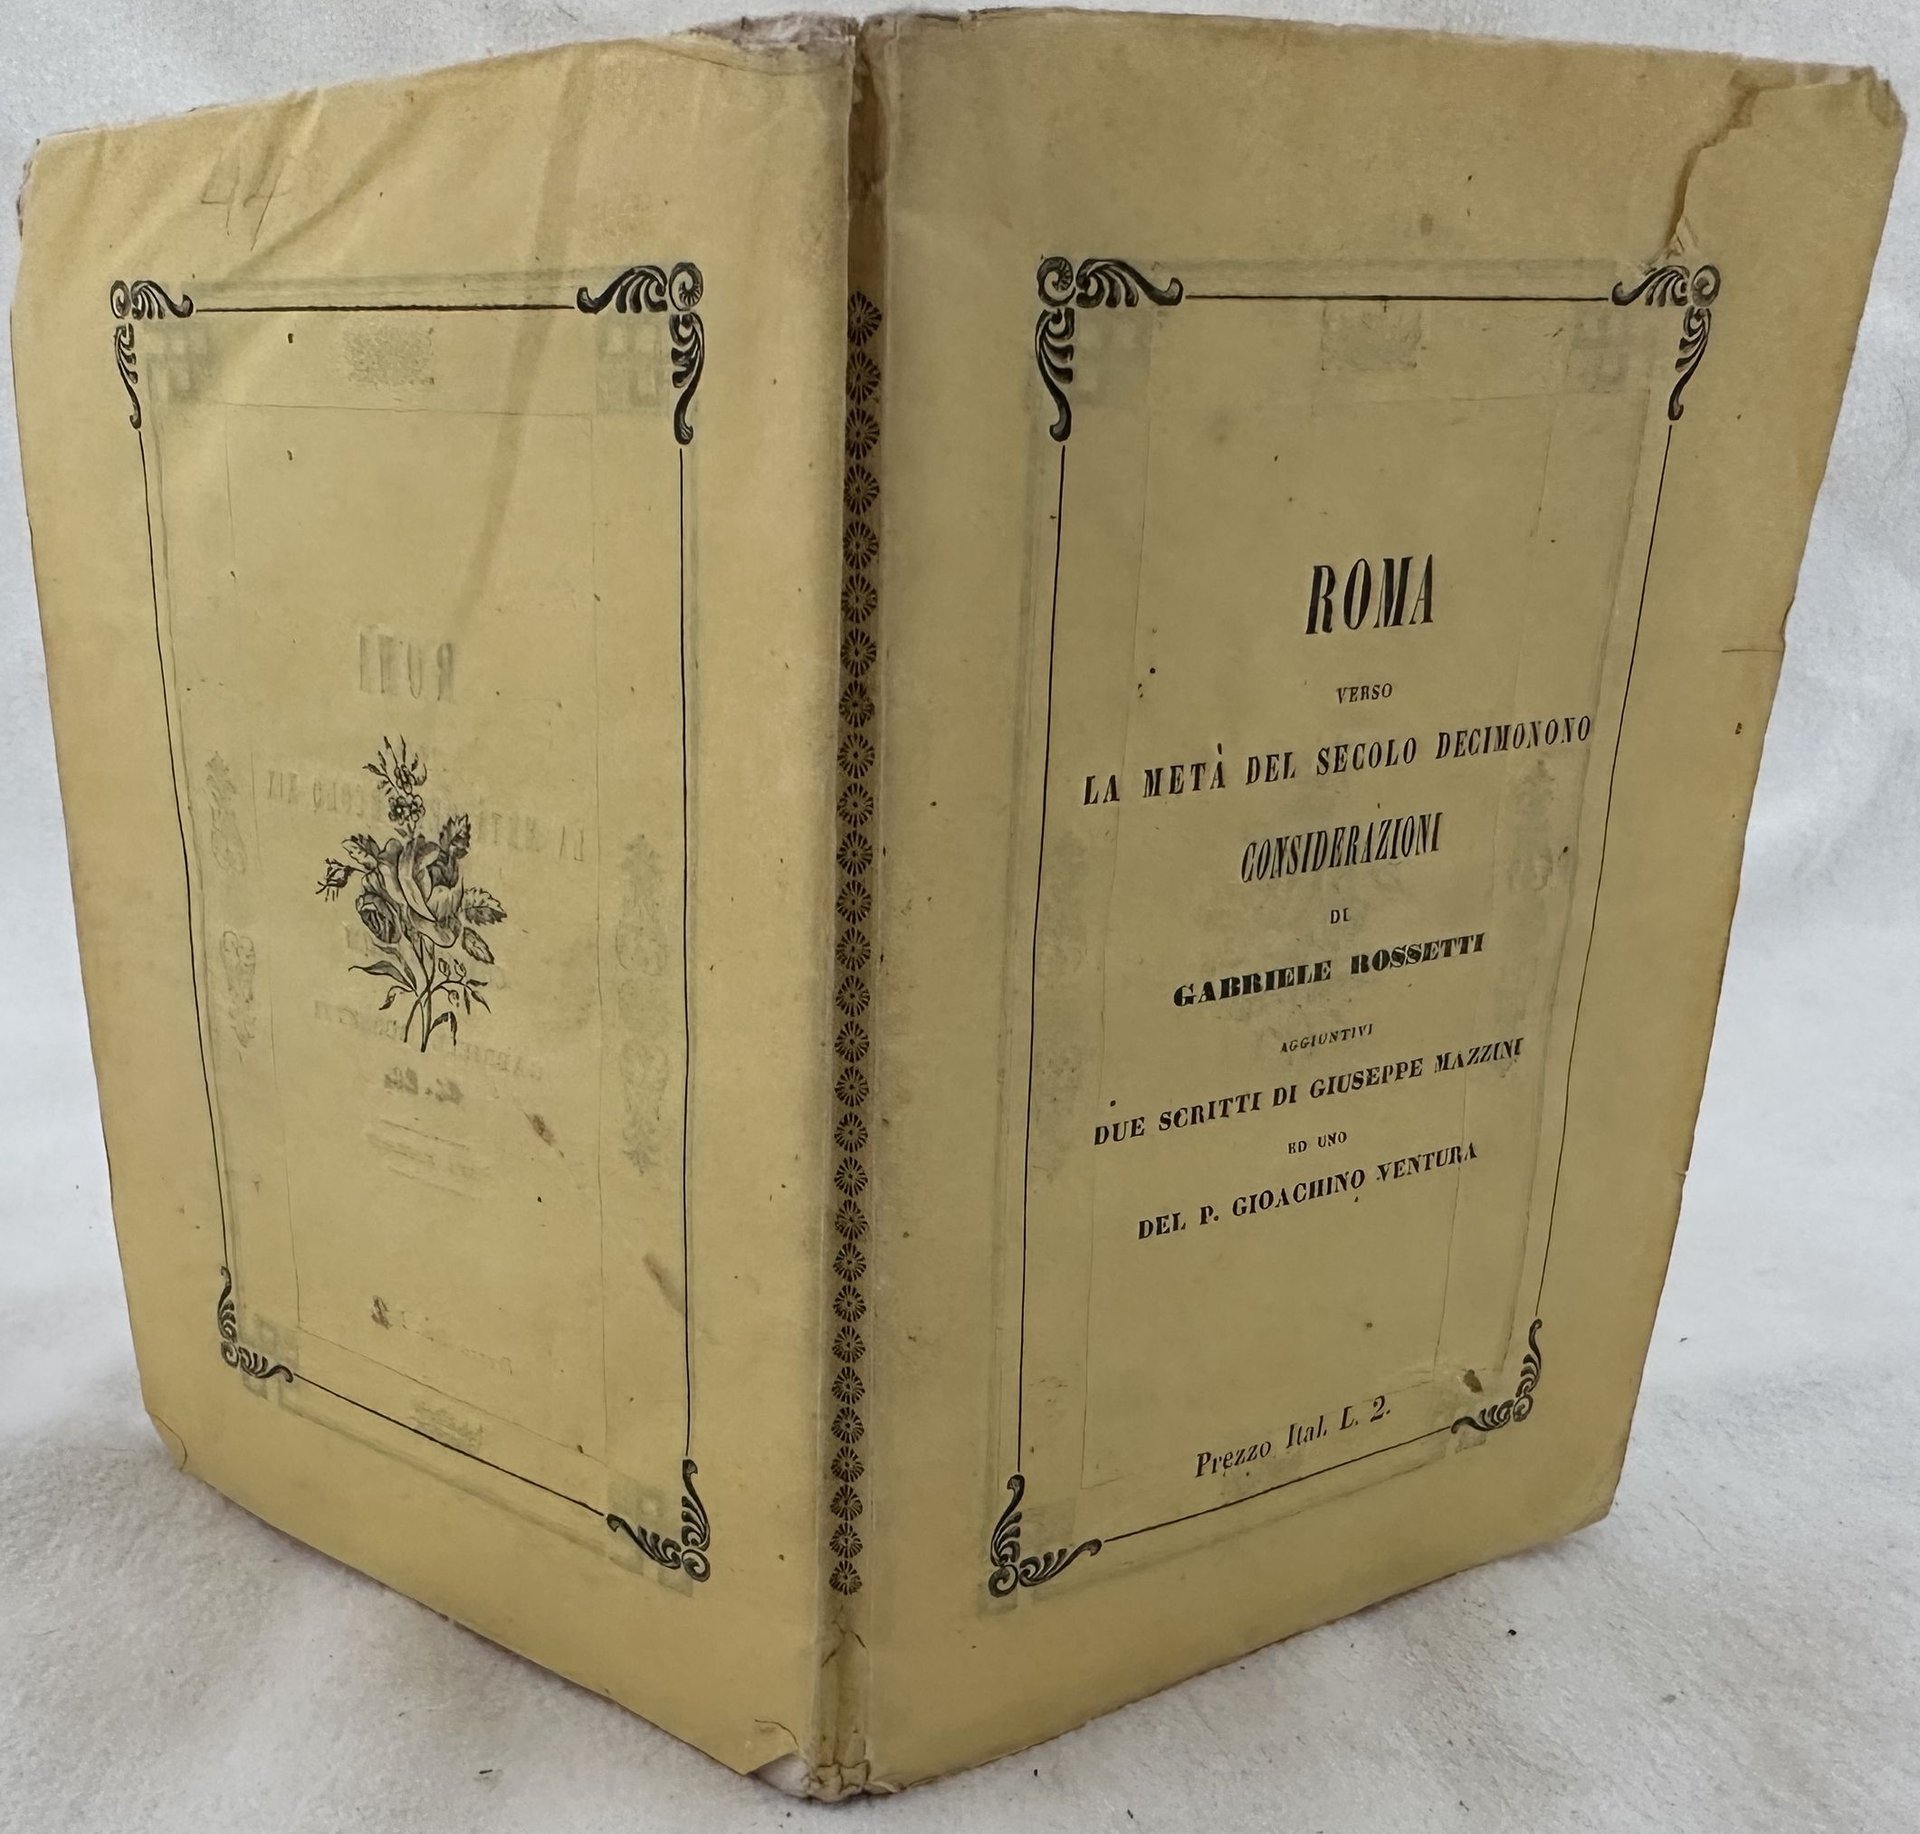 44
ROMA
VERSO
LA METÀ DEL SECOLO DECIMONONO
CONSIDERAZIONI
DI
GABRIELE ROSSETTI
AGGIUNTIVI
DUE SCRITTI DI GIUSEPPE MAZZINI
ED UNO
DEL P. GIOACHINO VENTURA
Prezzo Ital. L. 2.